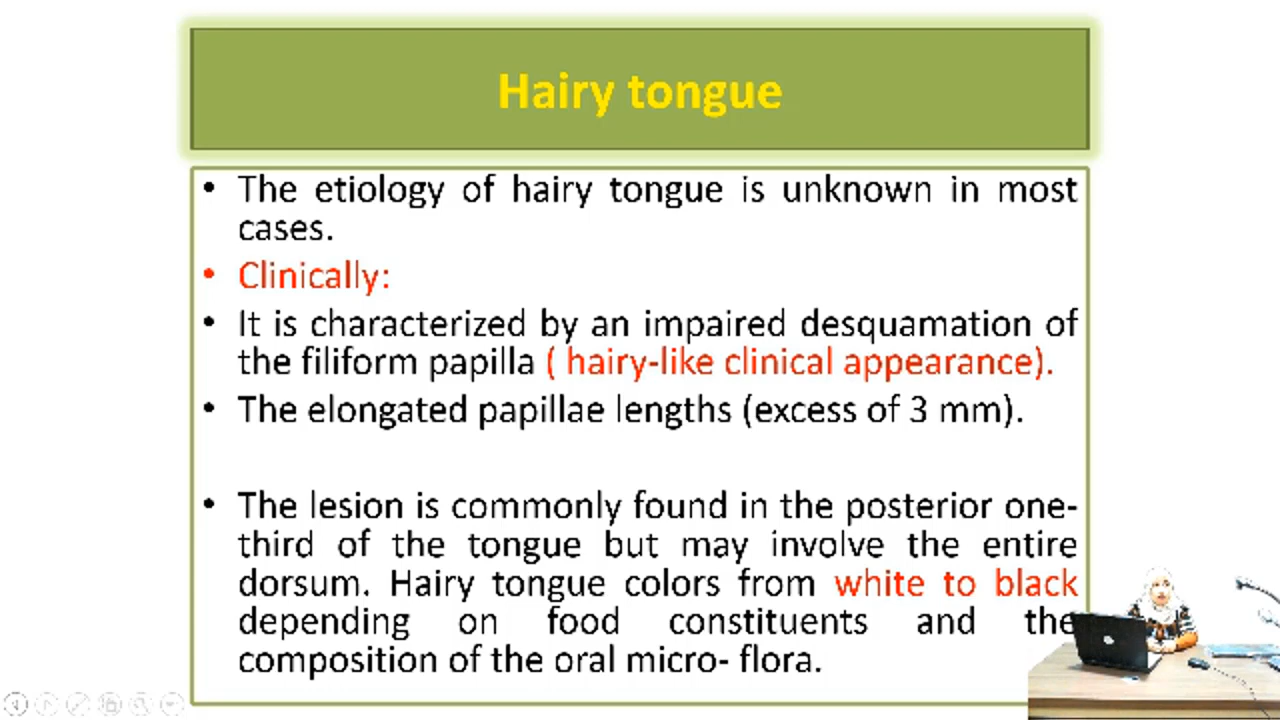 Hairy tongue
• The etiology of hairy tongue is unknown in most
cases.
• Clinically:
• It is characterized by an impaired desquamation of
the filiform papilla ( hairy-like clinical appearance).
• The elongated papillae lengths (excess of 3 mm).
• The lesion is commonly found in the posterior one-
third of the tongue but may involve the entire
dorsum. Hairy tongue colors from white to black
depending on food constituents and the
composition of the oral micro- flora.